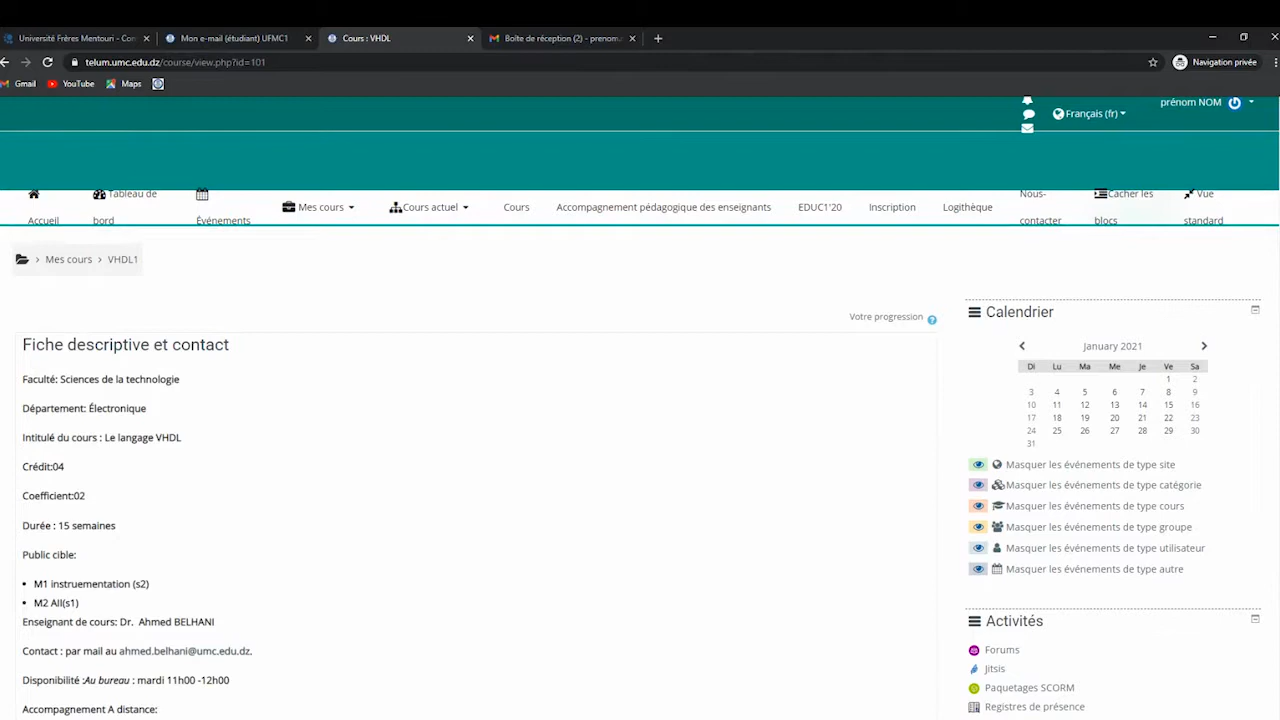 Université Frères Mentouri - Con
Mon e-mail (étudiant) UFMC1
Cours : VHDL
Boîte de réception (2) - prenom
telum.umc.edu.dz/course/view.php?id=101
Navigation privée
Gmail
YouTube
Maps
Français (fr)
prénom NOM
Accueil
Tableau de bord
Événements
Mes cours
Cours actuel
Cours
Accompagnement pédagogique des enseignants
EDUC1'20
Inscription
Logithèque
Nous-contacter
Cacher les blocs
Vue standard
Mes cours
VHDL1
Votre progression
Fiche descriptive et contact
Faculté: Sciences de la technologie
Département: Électronique
Intitulé du cours : Le langage VHDL
Crédit:04
Coefficient:02
Durée : 15 semaines
Public cible:
M1 instruementation (s2)
M2 AII(s1)
Enseignant de cours: Dr. Ahmed BELHANI
Contact : par mail au ahmed.belhani@umc.edu.dz.
Disponibilité :Au bureau : mardi 11h00 -12h00
Accompagnement A distance:
Calendrier
January 2021
Di Lu Ma Me Je Ve Sa
1 2
3 4 5 6 7 8 9
10 11 12 13 14 15 16
17 18 19 20 21 22 23
24 25 26 27 28 29 30
31
Masquer les événements de type site
Masquer les événements de type catégorie
Masquer les événements de type cours
Masquer les événements de type groupe
Masquer les événements de type utilisateur
Masquer les événements de type autre
Activités
Forums
Jitsis
Paquetages SCORM
Registres de présence